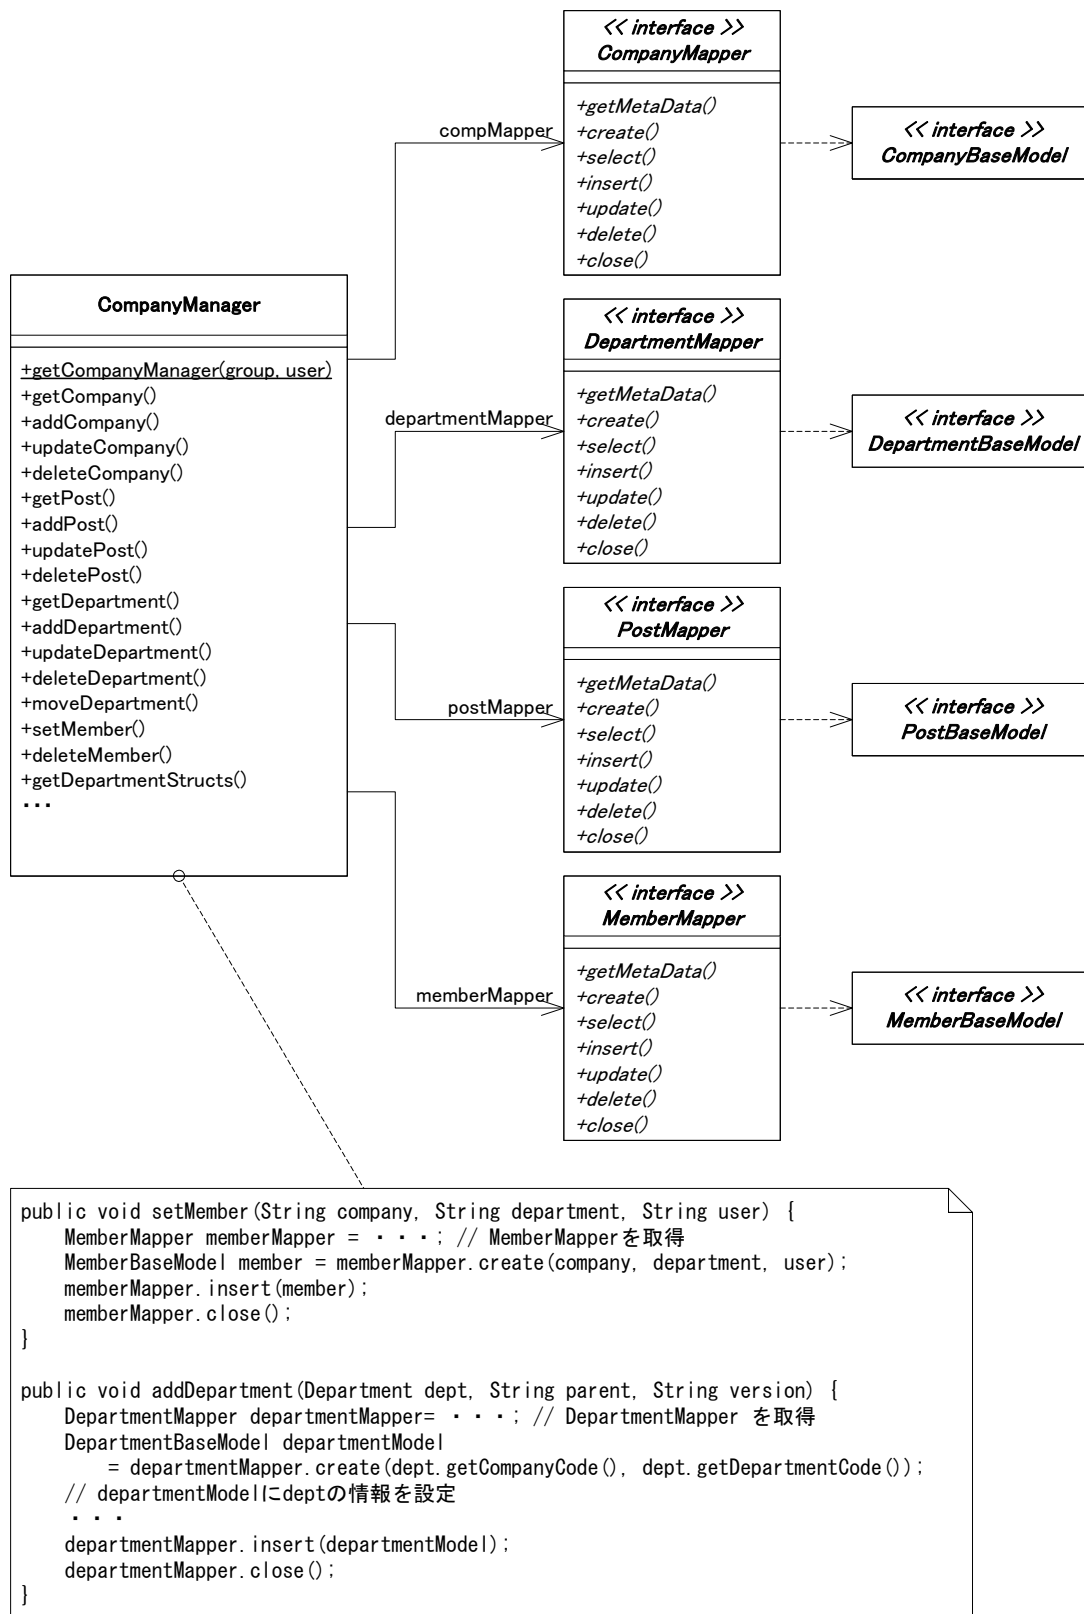 << interface >>
CompanyMapper
+getMetaData()
+create()
+select()
+insert()
+update()
+delete()
+close()
compMapper
<< interface >>
CompanyBaseModel
CompanyManager
+getCompanyManager(group, user)
+getCompany()
+addCompany()
+updateCompany()
+deleteCompany()
+getPost()
+addPost()
+updatePost()
+deletePost()
+getDepartment()
+addDepartment()
+updateDepartment()
+deleteDepartment()
+moveDepartment()
+setMember()
+deleteMember()
+getDepartmentStructs()
・・・
<< interface >>
DepartmentMapper
+getMetaData()
+create()
+select()
+insert()
+update()
+delete()
+close()
departmentMapper
<< interface >>
DepartmentBaseModel
<< interface >>
PostMapper
+getMetaData()
+create()
+select()
+insert()
+update()
+delete()
+close()
postMapper
<< interface >>
PostBaseModel
<< interface >>
MemberMapper
+getMetaData()
+create()
+select()
+insert()
+update()
+delete()
+close()
memberMapper
<< interface >>
MemberBaseModel
public void setMember(String company, String department, String user) {
    MemberMapper memberMapper = ・・・; // MemberMapperを取得
    MemberBaseModel member = memberMapper.create(company, department, user);
    memberMapper.insert(member);
    memberMapper.close();
}
public void addDepartment(Department dept, String parent, String version) {
    DepartmentMapper departmentMapper= ・・・; // DepartmentMapper を取得
    DepartmentBaseModel departmentModel
        = departmentMapper.create(dept.getCompanyCode(), dept.getDepartmentCode());
    // departmentModelにdeptの情報を設定
    ・・・
    departmentMapper.insert(departmentModel);
    departmentMapper.close();
}